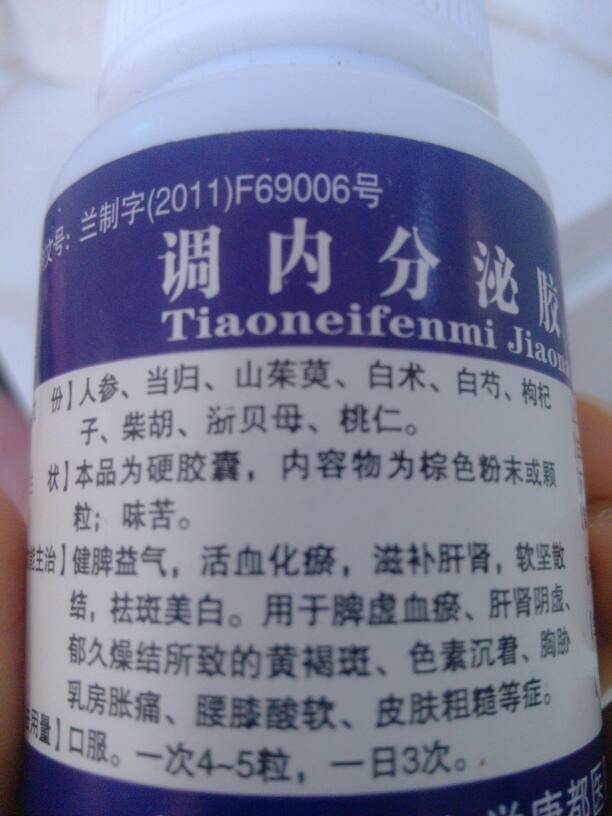 文号：兰制字(2011)F69006号
调内分泌胶
Tiaoneifenmi Jiaon
份】人参、当归、山茱萸、白术、白芍、枸杞
子、柴胡、浙贝母、桃仁。
状】本品为硬胶囊，内容物为棕色粉末或颗
粒；味苦。
能主治】健脾益气，活血化瘀，滋补肝肾，软坚散
结，祛斑美白。用于脾虚血瘀、肝肾阴虚、
郁久燥结所致的黄褐斑、色素沉着、胸胁
乳房胀痛、腰膝酸软、皮肤粗糙等症。
用量】口服。一次4~5粒，一日3次。
康都医